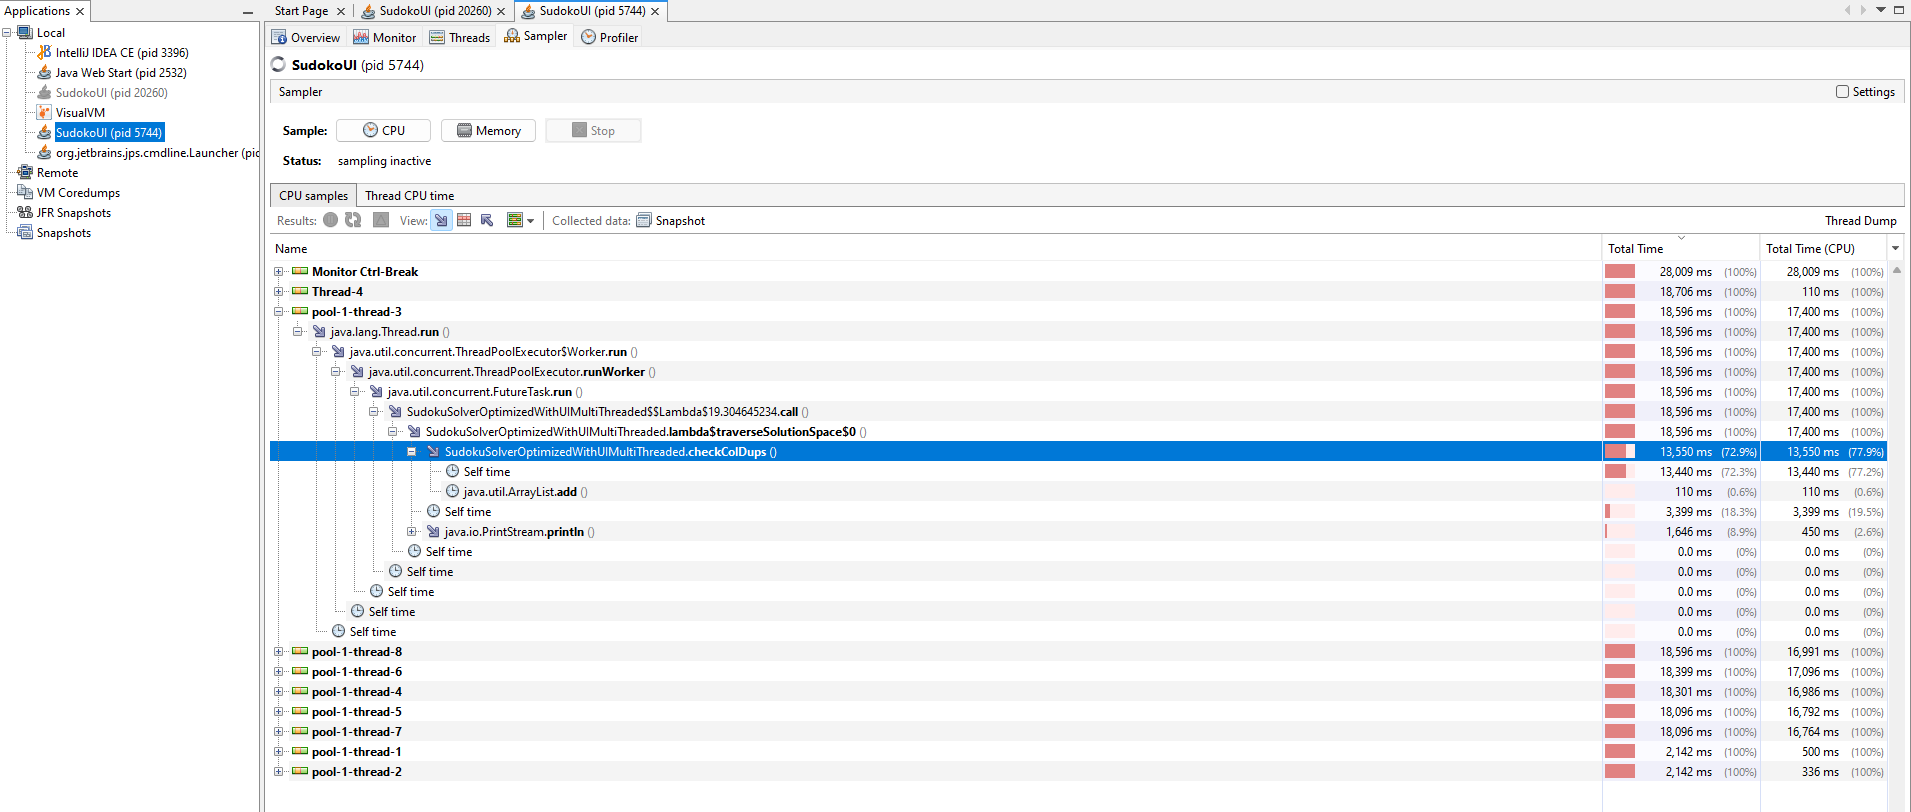 Applications
Local
IntelliJ IDEA CE (pid 3396)
Java Web Start (pid 2532)
SudokoUI (pid 20260)
VisualVM
SudokoUI (pid 5744)
org.jetbrains.jps.cmdline.Launcher (pid
Remote
VM Coredumps
JFR Snapshots
Snapshots
Start Page SudokoUI (pid 20260) SudokoUI (pid 5744)
Overview Monitor Threads Sampler Profiler
SudokoUI (pid 5744)
Sampler Settings
Sample: CPU Memory Stop
Status: sampling inactive
CPU samples Thread CPU time
Results: View: Collected data: Snapshot Thread Dump
Name Total Time Total Time (CPU)
Monitor Ctrl-Break 28,009 ms (100%) 28,009 ms (100%)
Thread-4 18,706 ms (100%) 110 ms (100%)
pool-1-thread-3 18,596 ms (100%) 17,400 ms (100%)
java.lang.Thread.run () 18,596 ms (100%) 17,400 ms (100%)
java.util.concurrent.ThreadPoolExecutor$Worker.run () 18,596 ms (100%) 17,400 ms (100%)
java.util.concurrent.ThreadPoolExecutor.runWorker () 18,596 ms (100%) 17,400 ms (100%)
java.util.concurrent.FutureTask.run () 18,596 ms (100%) 17,400 ms (100%)
SudokuSolverOptimizedWithUIMultiThreaded$$Lambda$19.304645234.call () 18,596 ms (100%) 17,400 ms (100%)
SudokuSolverOptimizedWithUIMultiThreaded.lambda$traverseSolutionSpace$0 () 18,596 ms (100%) 17,400 ms (100%)
SudokuSolverOptimizedWithUIMultiThreaded.checkColDups () 13,550 ms (72.9%) 13,550 ms (77.9%)
Self time 13,440 ms (72.3%) 13,440 ms (77.2%)
java.util.ArrayList.add () 110 ms (0.6%) 110 ms (0.6%)
Self time 3,399 ms (18.3%) 3,399 ms (19.5%)
java.io.PrintStream.println () 1,646 ms (8.9%) 450 ms (2.6%)
Self time 0.0 ms (0%) 0.0 ms (0%)
Self time 0.0 ms (0%) 0.0 ms (0%)
Self time 0.0 ms (0%) 0.0 ms (0%)
Self time 0.0 ms (0%) 0.0 ms (0%)
Self time 0.0 ms (0%) 0.0 ms (0%)
pool-1-thread-8 18,596 ms (100%) 16,991 ms (100%)
pool-1-thread-6 18,399 ms (100%) 17,096 ms (100%)
pool-1-thread-4 18,301 ms (100%) 16,986 ms (100%)
pool-1-thread-5 18,096 ms (100%) 16,792 ms (100%)
pool-1-thread-7 18,096 ms (100%) 16,764 ms (100%)
pool-1-thread-1 2,142 ms (100%) 500 ms (100%)
pool-1-thread-2 2,142 ms (100%) 336 ms (100%)